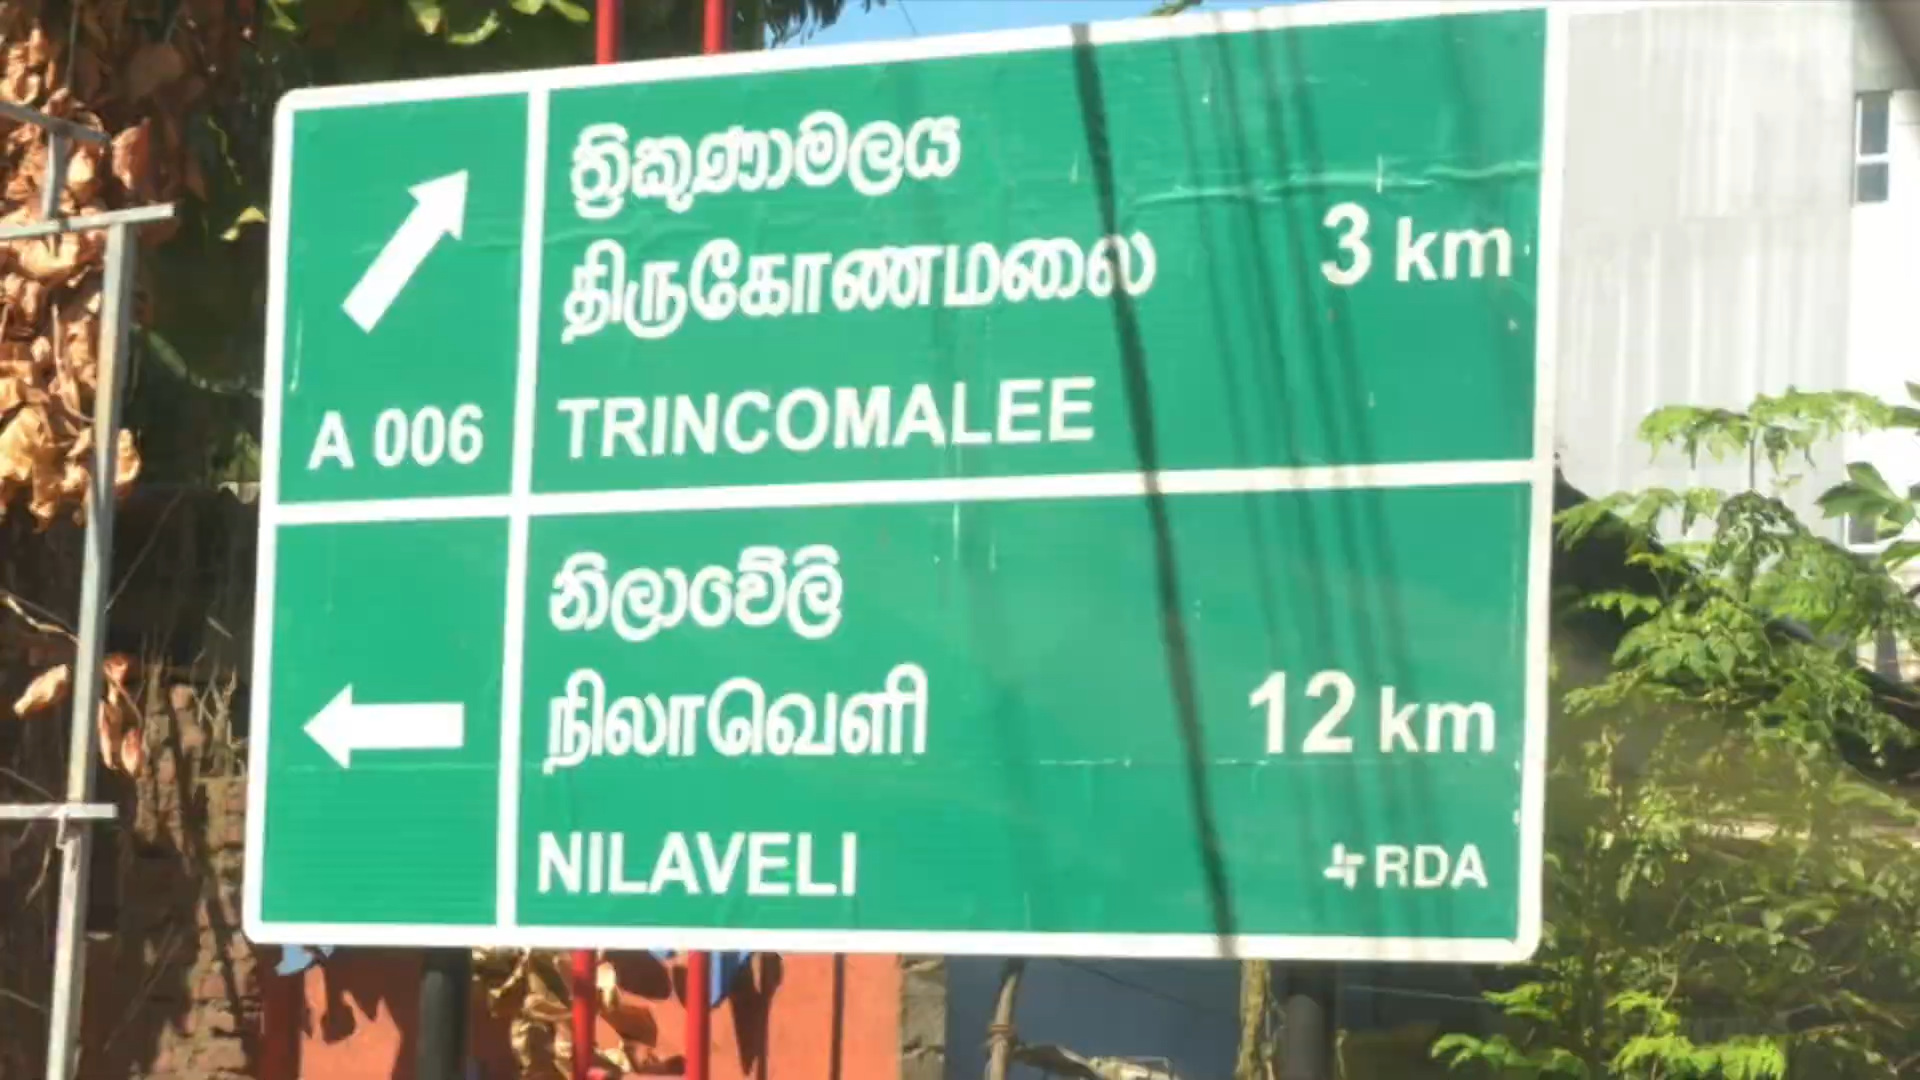 ත්‍රිකුණාමලය
திருகோணமலை
3 km
A 006
TRINCOMALEE
නිලාවේලි
நிலாவெளி
12 km
NILAVELI
RDA